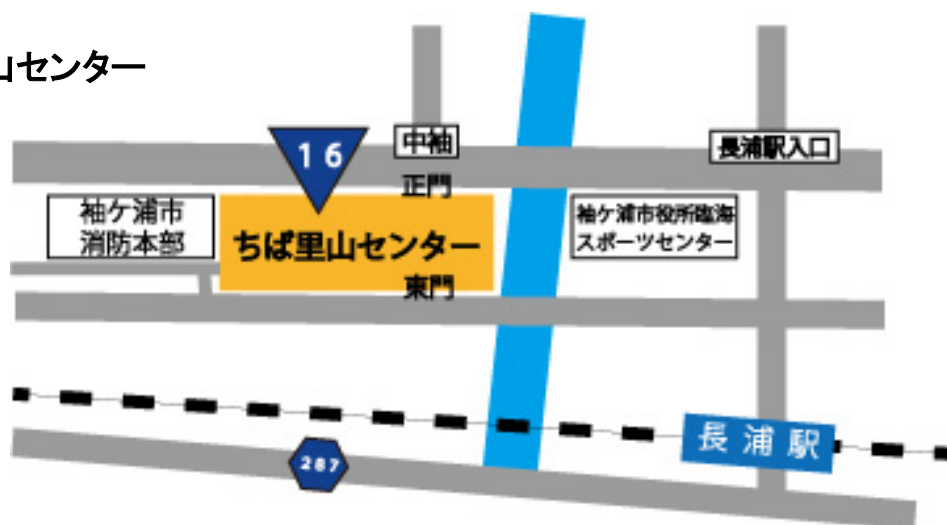 山センター
16
中袖
長浦駅入口
正門
袖ケ浦市
消防本部
ちば里山センター
袖ケ浦市役所臨海
スポーツセンター
東門
長浦駅
287